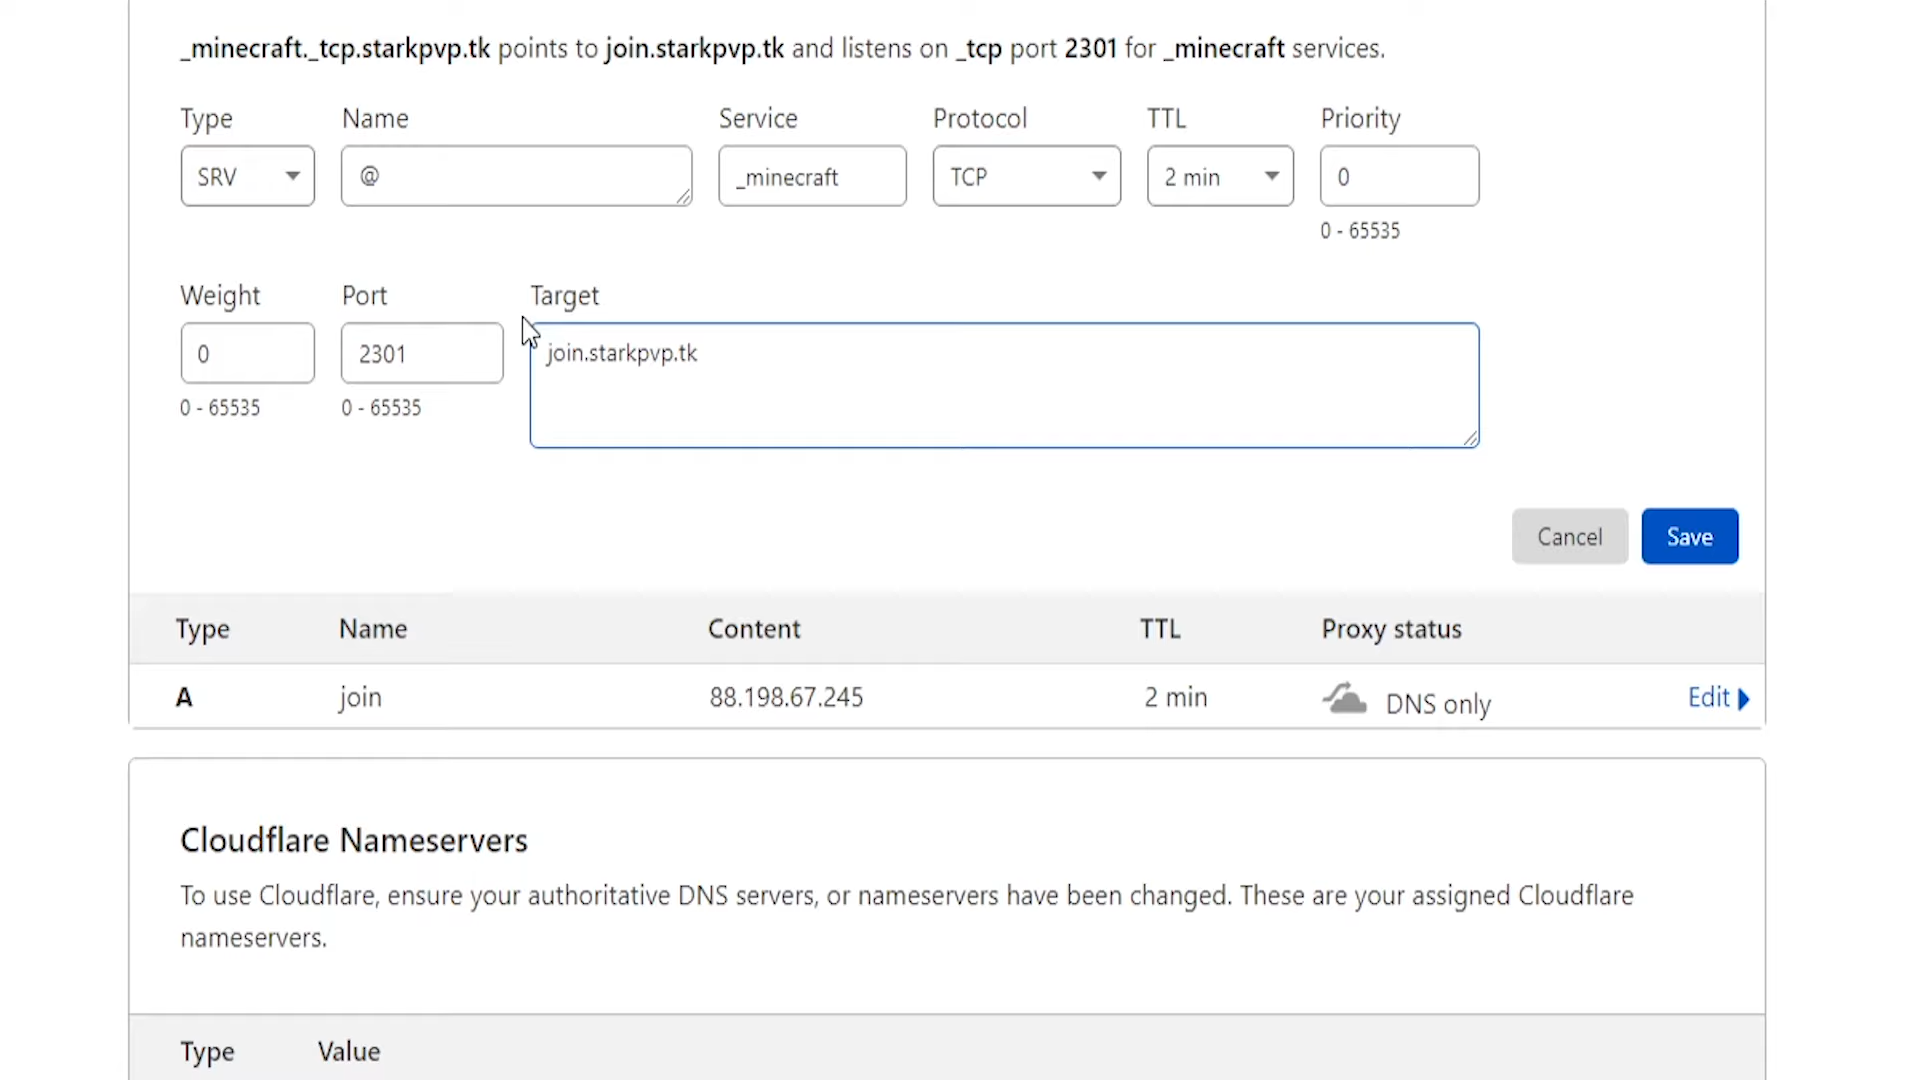 _minecraft._tcp.starkpvp.tk points to join.starkpvp.tk and listens on _tcp port 2301 for _minecraft services.
Type Name Service Protocol TTL Priority
SRV @ _minecraft TCP 2 min 0
0 - 65535
Weight Port Target
0 2301 join.starkpvp.tk
0 - 65535 0 - 65535
Cancel Save
Type Name Content TTL Proxy status
A join 88.198.67.245 2 min DNS only Edit
Cloudflare Nameservers
To use Cloudflare, ensure your authoritative DNS servers, or nameservers have been changed. These are your assigned Cloudflare
nameservers.
Type Value